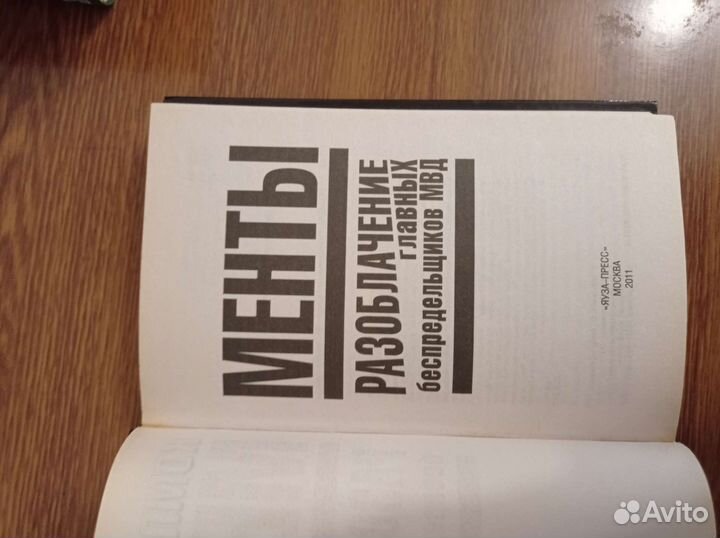 МЕНТЫ
РАЗОБЛАЧЕНИЕ
главных
беспредельщиков МВД
«ЯУЗА-ПРЕСС»
МОСКВА
2011
Avito